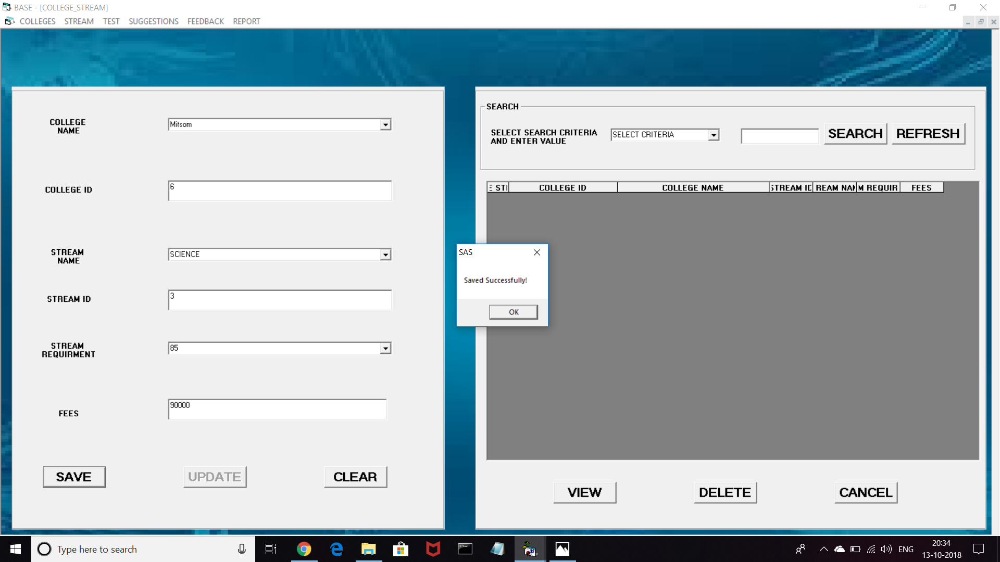 BASE - [COLLEGE_STREAM]
COLLEGES STREAM TEST SUGGESTIONS FEEDBACK REPORT
COLLEGE
NAME
Mitsom
COLLEGE ID
6
STREAM
NAME
SCIENCE
STREAM ID
3
STREAM
REQUIRMENT
85
FEES
90000
SAVE UPDATE CLEAR
SEARCH
SELECT SEARCH CRITERIA
AND ENTER VALUE
SELECT CRITERIA
SEARCH REFRESH
COLLEGE ID COLLEGE NAME STREAM ID REAM NAM M REQUIR FEES
SAS
Saved Successfully!
OK
VIEW DELETE CANCEL
Type here to search
ENG
20:34
13-10-2018